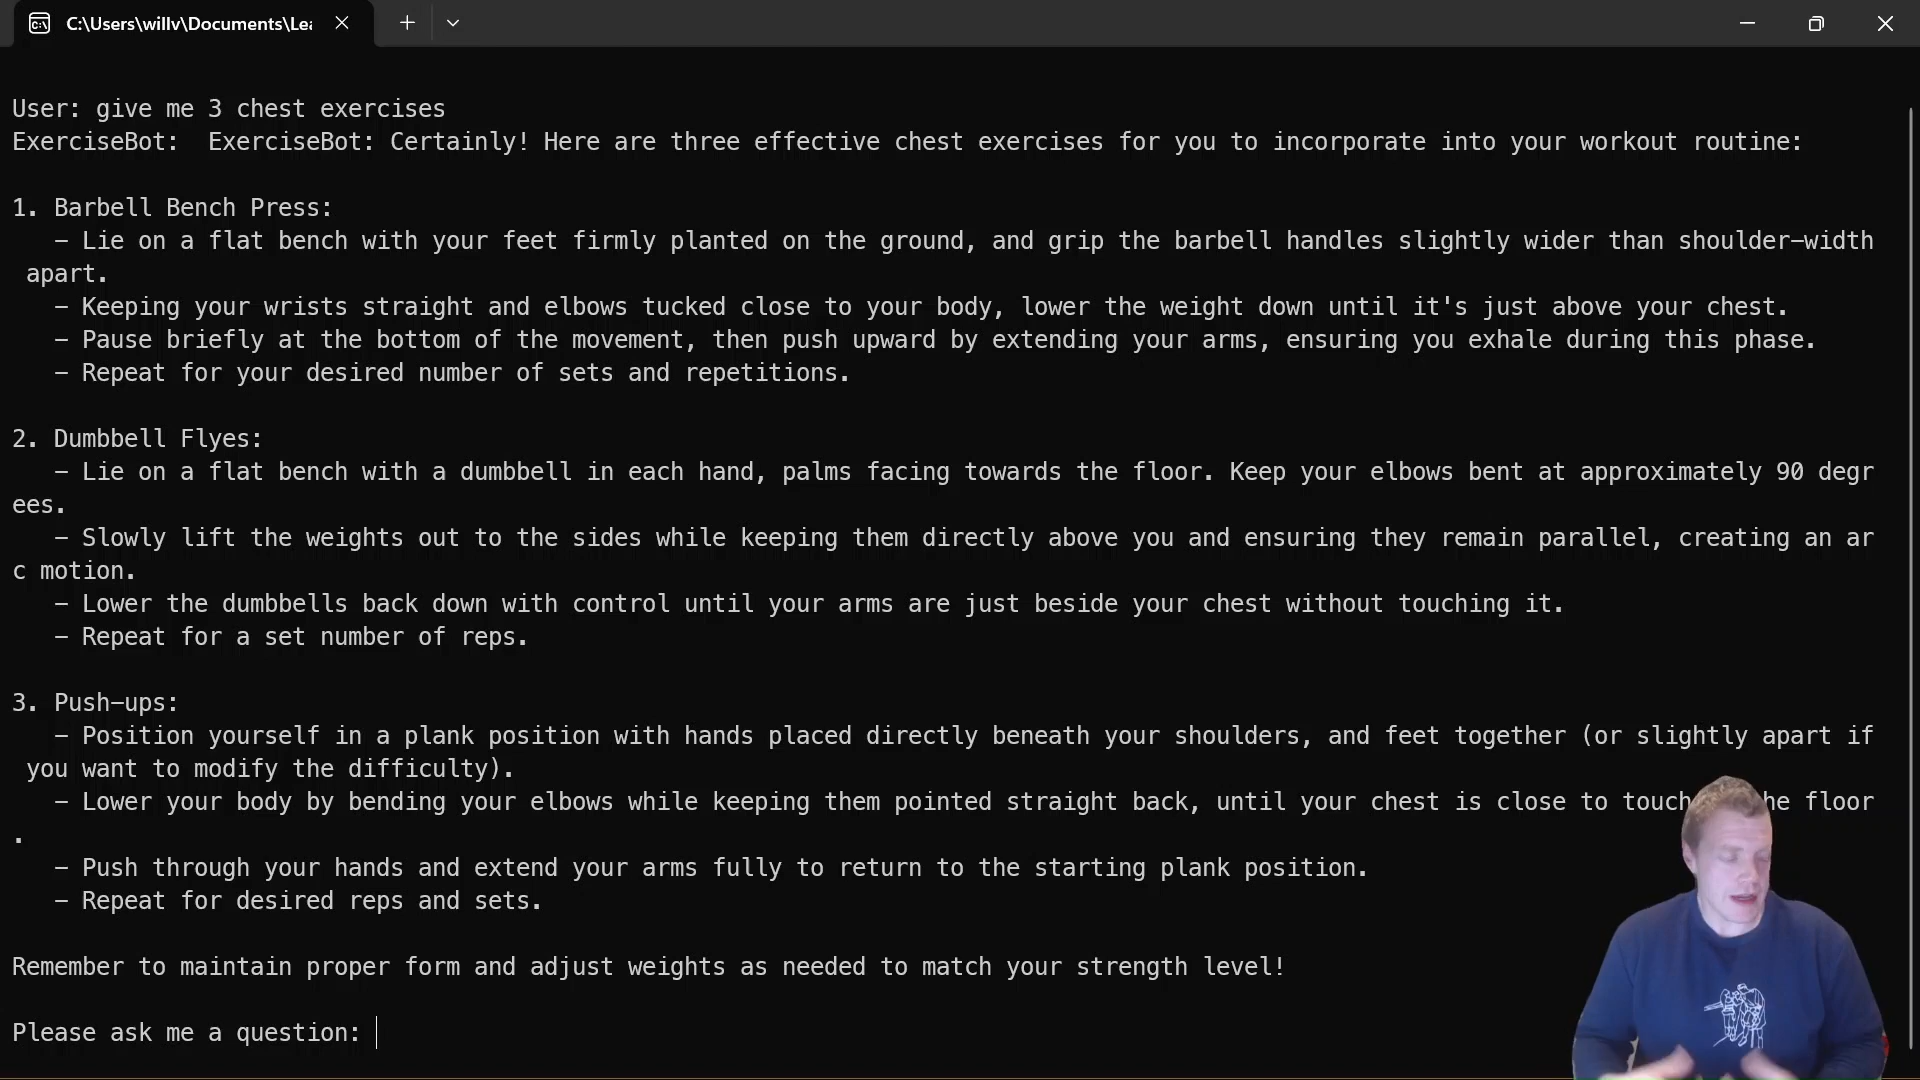 C:\Users\willv\Documents\Lea
User: give me 3 chest exercises
ExerciseBot:  ExerciseBot: Certainly! Here are three effective chest exercises for you to incorporate into your workout routine:
1. Barbell Bench Press:
– Lie on a flat bench with your feet firmly planted on the ground, and grip the barbell handles slightly wider than shoulder–width
apart.
– Keeping your wrists straight and elbows tucked close to your body, lower the weight down until it's just above your chest.
– Pause briefly at the bottom of the movement, then push upward by extending your arms, ensuring you exhale during this phase.
– Repeat for your desired number of sets and repetitions.
2. Dumbbell Flyes:
– Lie on a flat bench with a dumbbell in each hand, palms facing towards the floor. Keep your elbows bent at approximately 90 degr
ees.
– Slowly lift the weights out to the sides while keeping them directly above you and ensuring they remain parallel, creating an ar
c motion.
– Lower the dumbbells back down with control until your arms are just beside your chest without touching it.
– Repeat for a set number of reps.
3. Push–ups:
– Position yourself in a plank position with hands placed directly beneath your shoulders, and feet together (or slightly apart if
you want to modify the difficulty).
– Lower your body by bending your elbows while keeping them pointed straight back, until your chest is close to touch he floor
.
– Push through your hands and extend your arms fully to return to the starting plank position.
– Repeat for desired reps and sets.
Remember to maintain proper form and adjust weights as needed to match your strength level!
Please ask me a question: